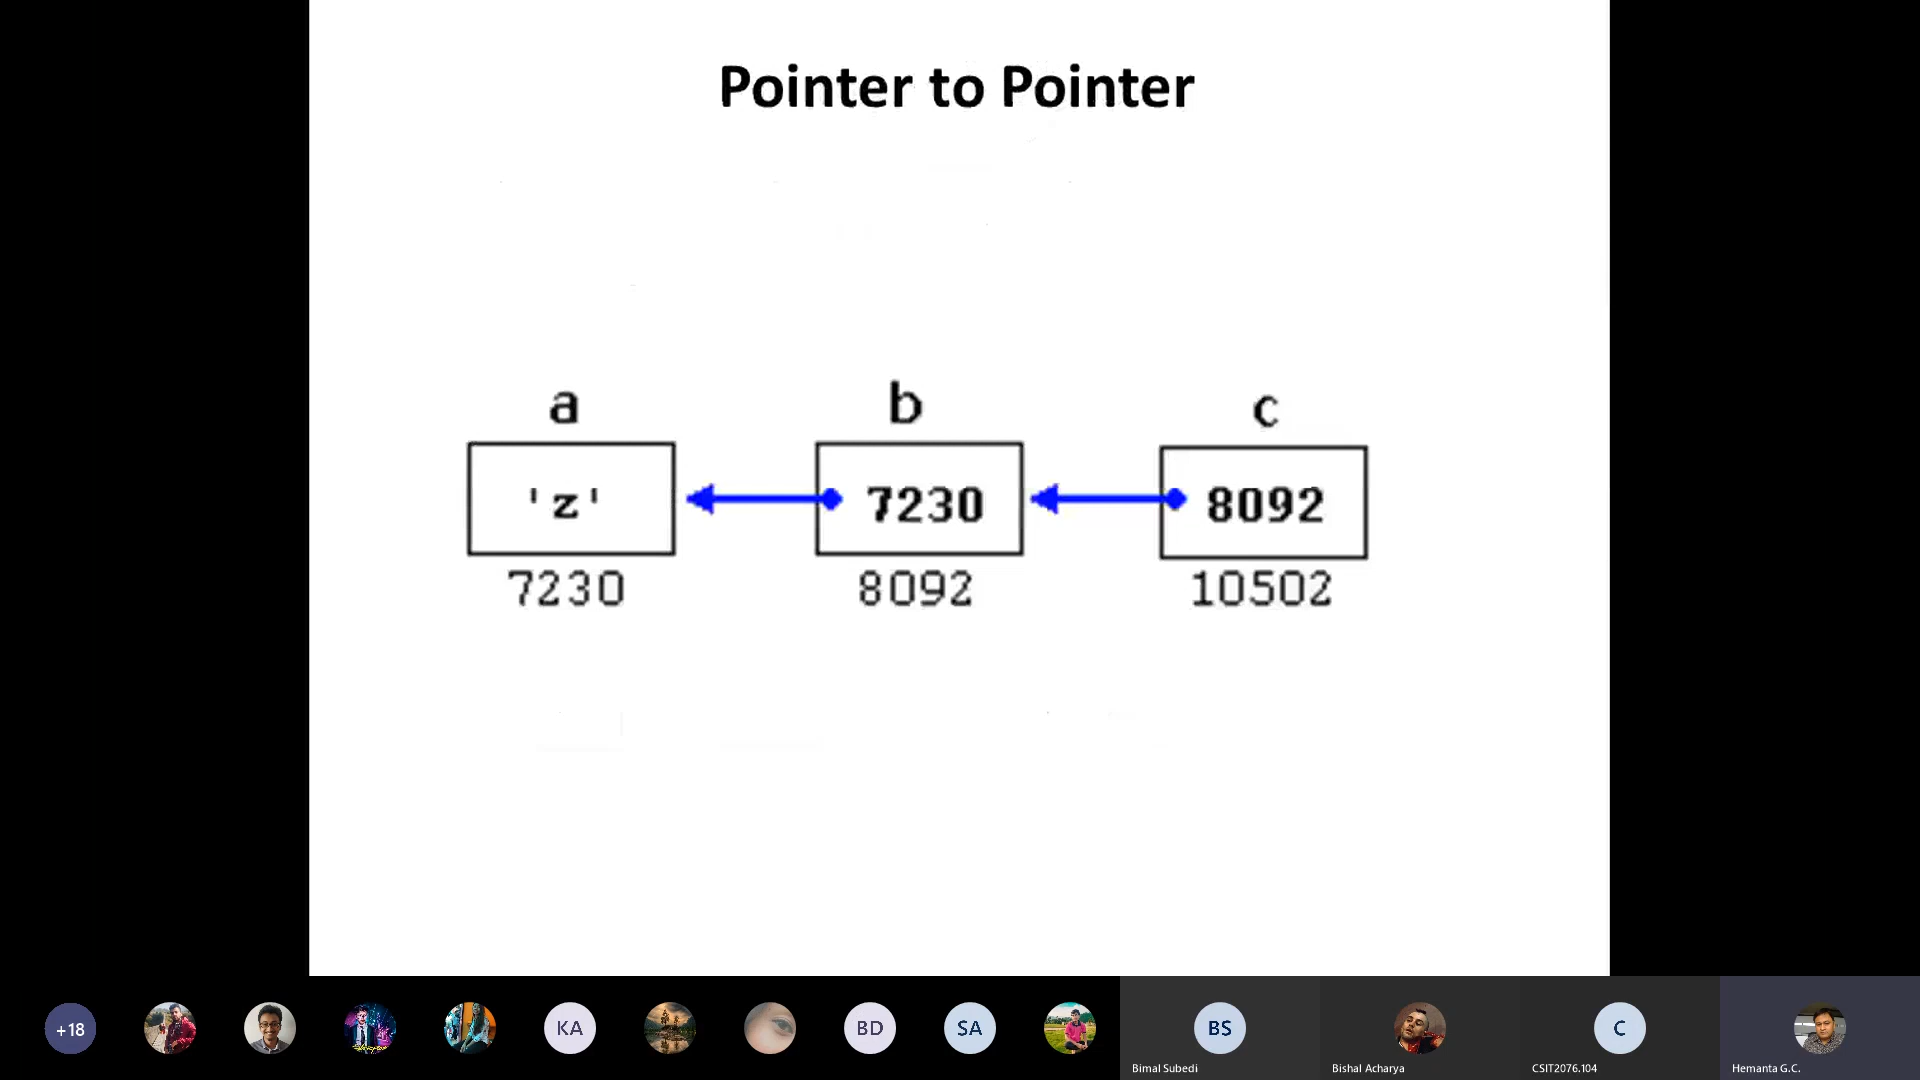 Pointer to Pointer
a b c
'z' 7230 8092
7230 8092 10502
+18 KA BD SA BS C
Bimal Subedi Bishal Acharya CSIT2076.104 Hemanta G.C.